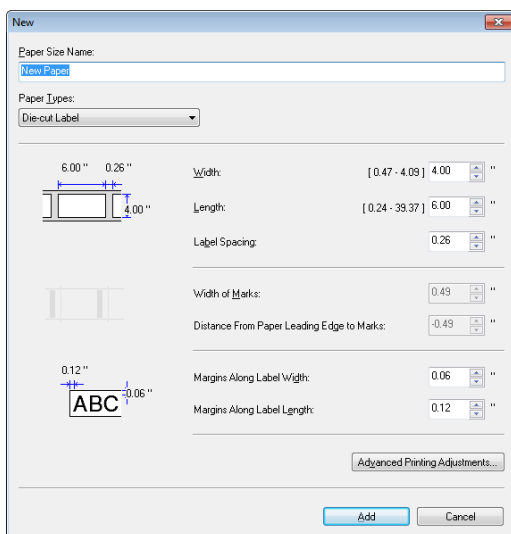 New
Paper Size Name:
New Paper
Paper Types:
Die-cut Label
6.00 " 0.26 "
4.00 "
Width: [ 0.47 - 4.09 ] 4.00 "
Length: [ 0.24 - 39.37 ] 6.00 "
Label Spacing: 0.26 "
Width of Marks: 0.49 "
Distance From Paper Leading Edge to Marks: -0.49 "
0.12 "
0.06 "
ABC
Margins Along Label Width: 0.06 "
Margins Along Label Length: 0.12 "
Advanced Printing Adjustments...
Add Cancel